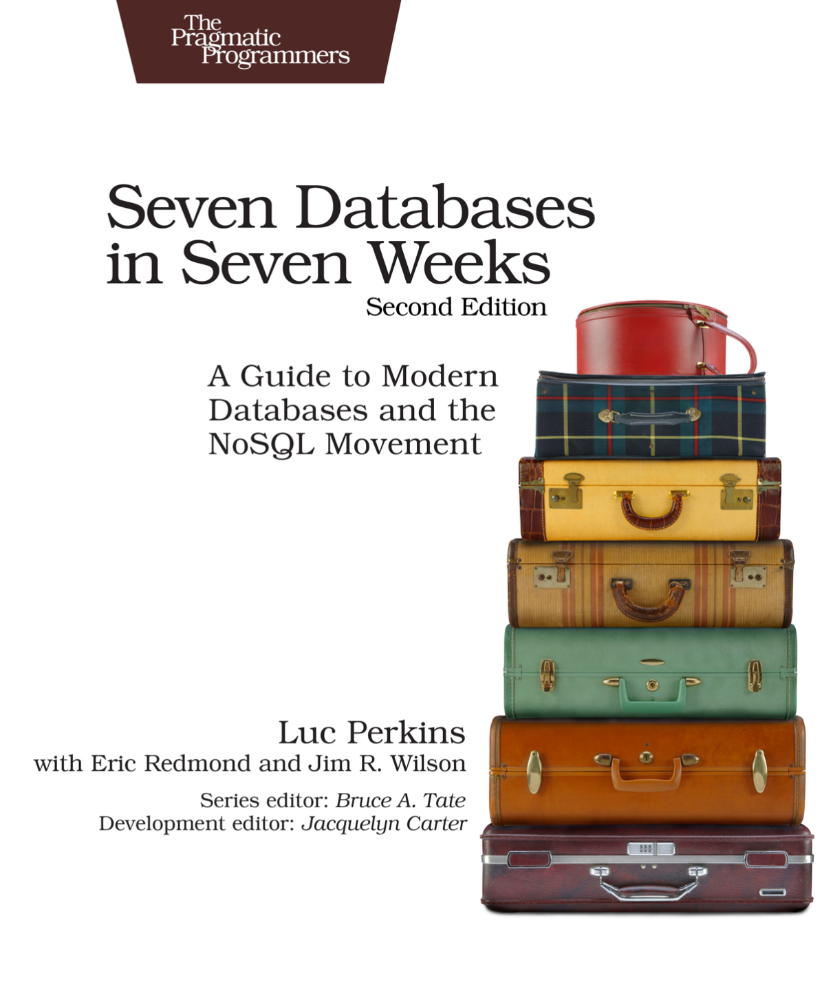 The
Pragmatic
Programmers
Seven Databases
in Seven Weeks
Second Edition
A Guide to Modern
Databases and the
NoSQL Movement
Luc Perkins
with Eric Redmond and Jim R. Wilson
Series editor: Bruce A. Tate
Development editor: Jacquelyn Carter